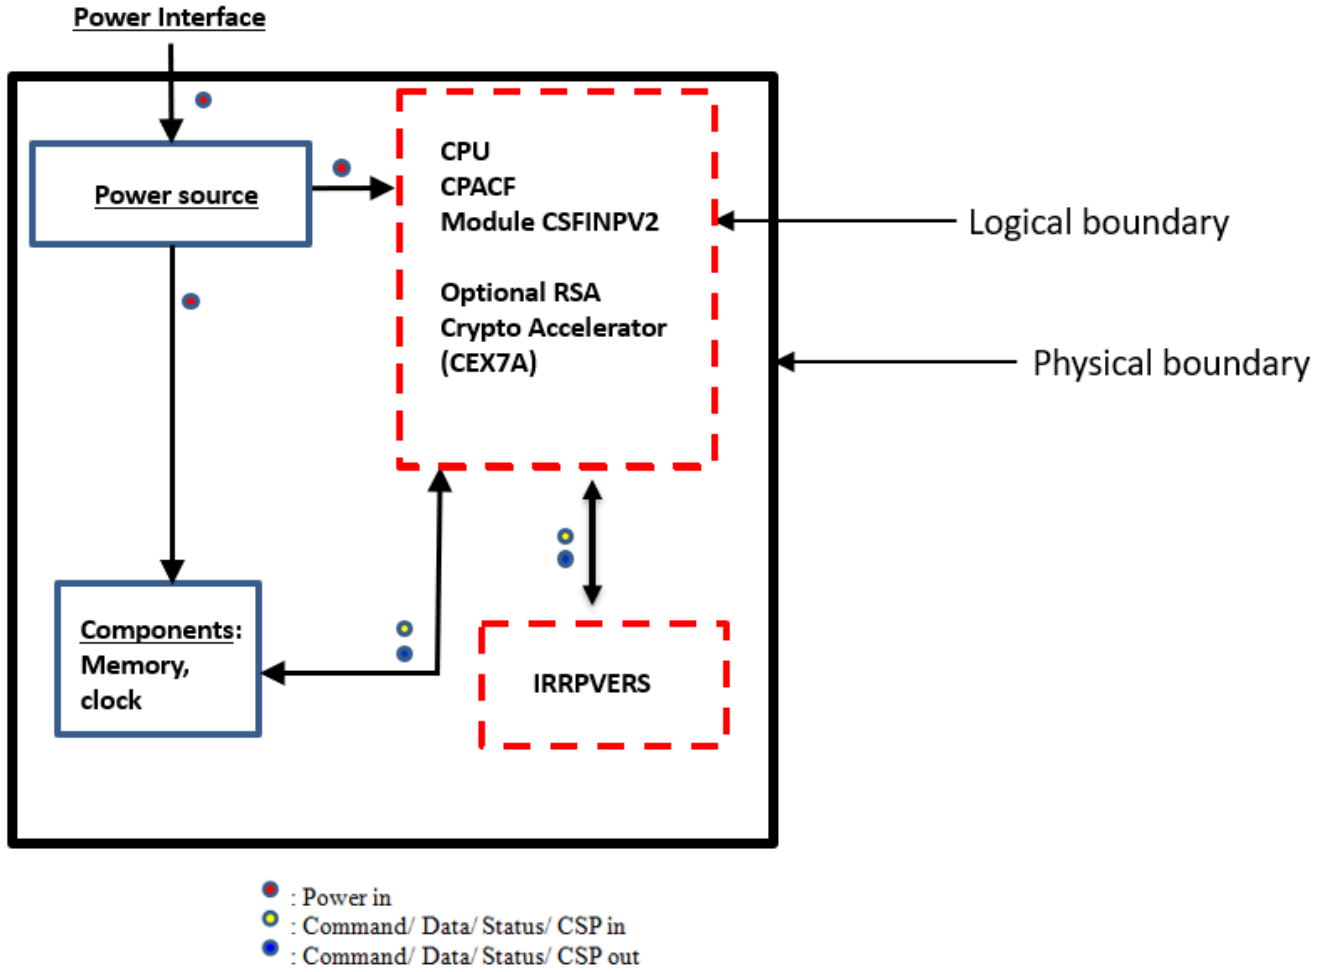 Power Interface
Power source
CPU
CPACF
Module CSFINPV2
Optional RSA
Crypto Accelerator
(CEX7A)
Logical boundary
Physical boundary
Components:
Memory,
clock
IRRPVERS
: Power in
: Command/ Data/ Status/ CSP in
: Command/ Data/ Status/ CSP out